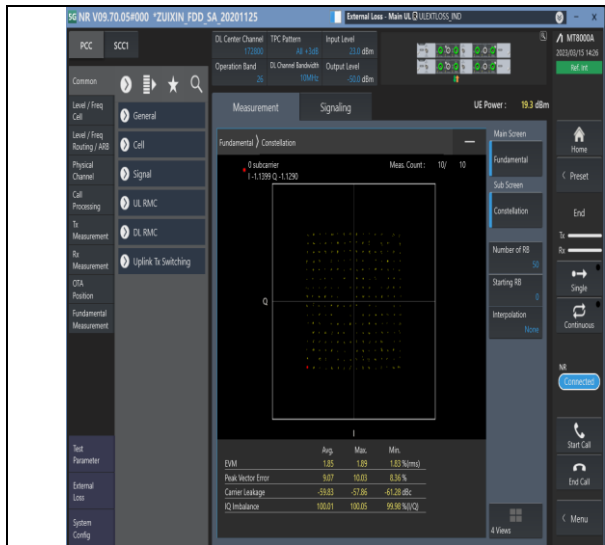 5G NR V09.70.05#000 *ZUIXIN_FDD_SA_20201125
External Loss - Main UL ULEXTLOSS_IND
PCC
SCC1
DL Center Channel
172800
TPC Pattern
All +3dB
Input Level
23.0 dBm
Operation Band
26
DL Channel Bandwidth
10MHz
Output Level
-50.0 dBm
MT8000A
2023/03/15 14:26
Ref. Int
Common
Level / Freq
Cell
Level / Freq
Routing / ARB
Physical
Channel
Call
Processing
Tx
Measurement
Rx
Measurement
OTA
Position
Fundamental
Measurement
Test
Parameter
External
Loss
System
Config
General
Cell
Signal
UL RMC
DL RMC
Uplink Tx Switching
Measurement
Signaling
UE Power : 19.3 dBm
Fundamental Constellation
0 subcarrier
I -1.1399 Q -1.1290
Meas. Count : 10/ 10
Q
I
Avg. Max. Min.
EVM 1.85 1.89 1.83 %(rms)
Peak Vector Error 9.07 10.03 8.36 %
Carrier Leakage -59.83 -57.86 -61.28 dBc
IQ Imbalance 100.01 100.05 99.98 %(I/Q)
Main Screen
Fundamental
Sub Screen
Constellation
Number of RB
50
Starting RB
0
Interpolation
None
4 Views
Home
Preset
End
Tx
Rx
Single
Continuous
NR
Connected
Start Call
End Call
Menu